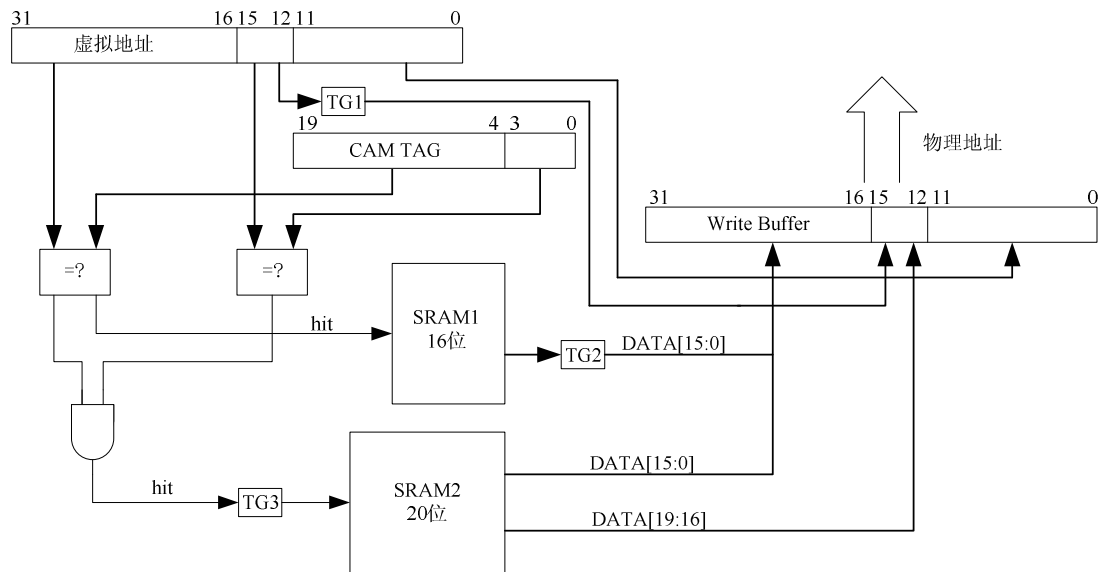 31 16 15 12 11 0
虚拟地址
TG1
19 4 3 0
CAM TAG
物理地址
31 16 15 12 11 0
Write Buffer
=?
=?
hit
SRAM1
16位
TG2
DATA[15:0]
DATA[15:0]
hit
TG3
SRAM2
20位
DATA[19:16]